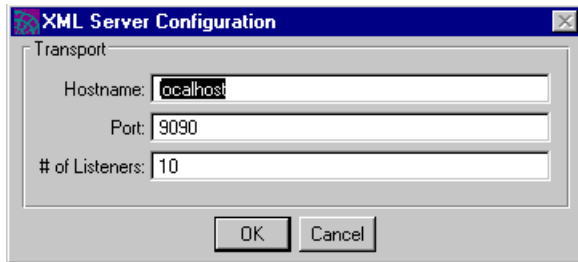 XML Server Configuration
Transport
Hostname: localhost
Port: 9090
# of Listeners: 10
OK Cancel